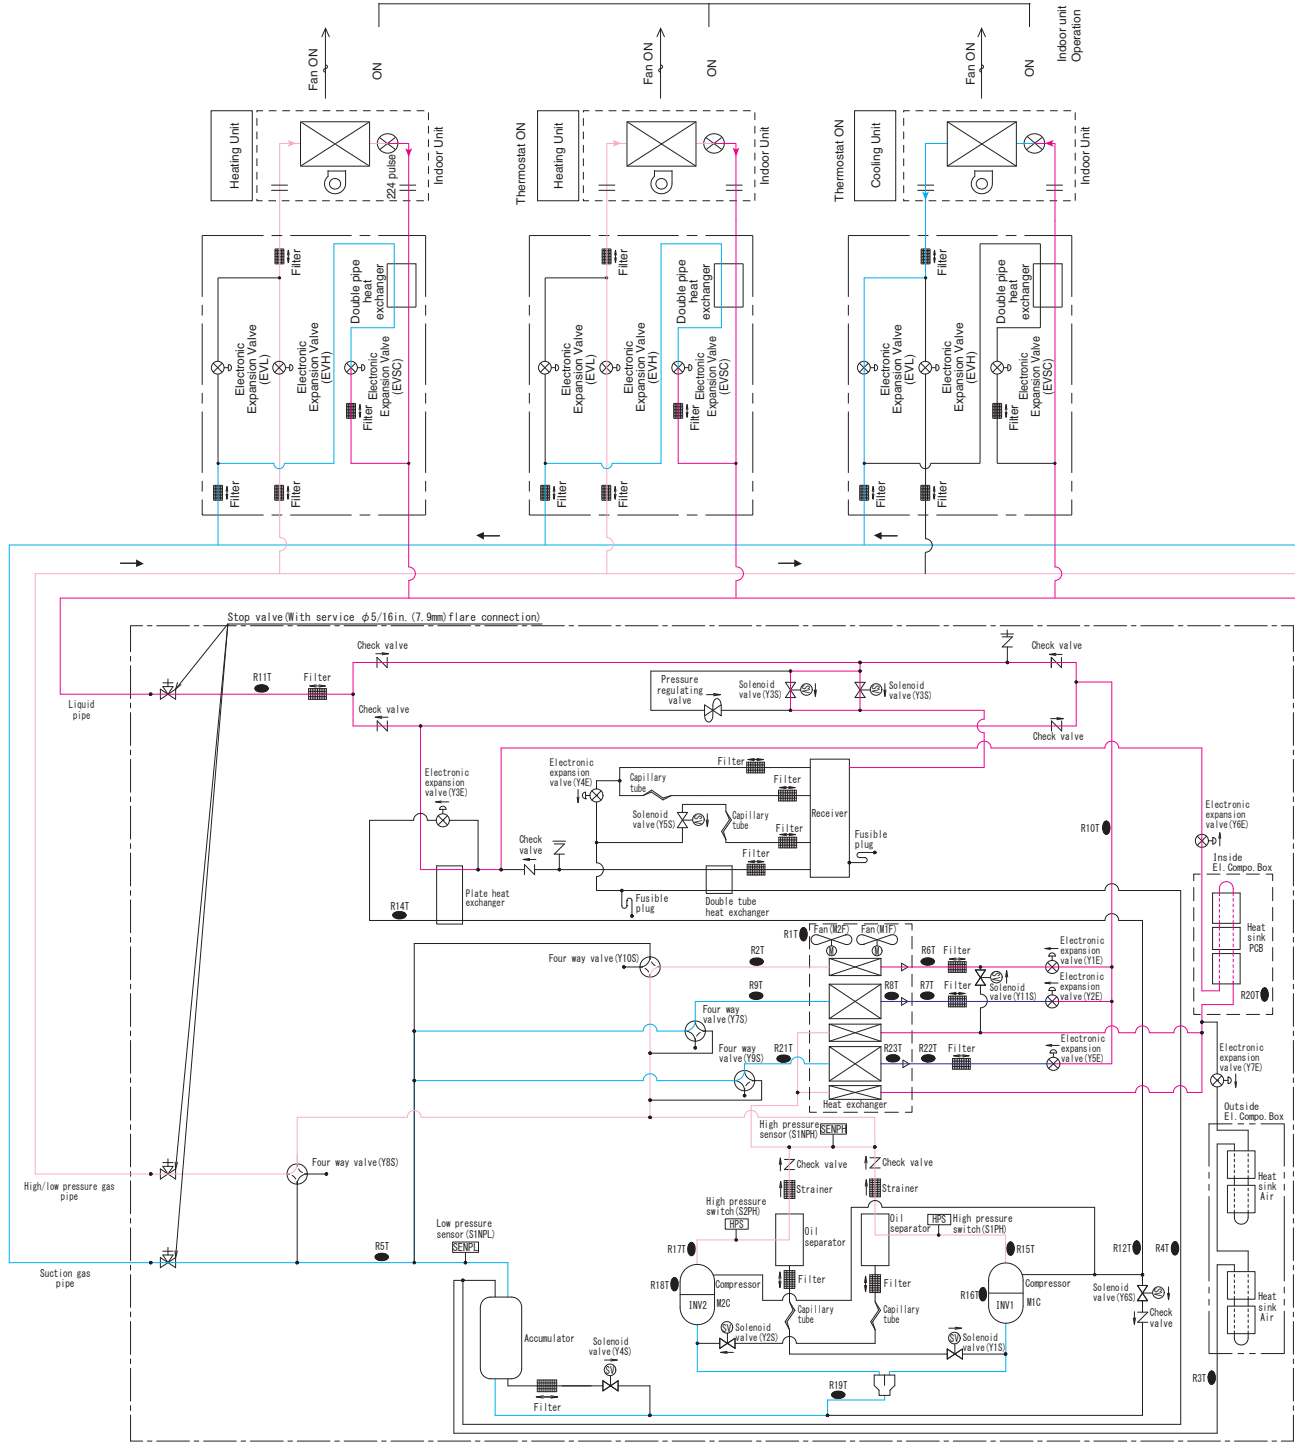 Fan ON
ON
Fan ON
ON
Fan ON
ON
Indoor unit
Operation
Heating Unit
224 pulse
Indoor Unit
Thermostat ON
Heating Unit
Indoor Unit
Thermostat ON
Cooling Unit
Indoor Unit
Filter
Double pipe
heat
exchanger
Electronic
Expansion Valve
(EVL)
Electronic
Expansion Valve
(EVH)
Electronic
Expansion Valve
(EVSC)
Filter
Filter
Filter
Filter
Double pipe
heat
exchanger
Electronic
Expansion Valve
(EVL)
Electronic
Expansion Valve
(EVH)
Electronic
Expansion Valve
(EVSC)
Filter
Filter
Filter
Filter
Double pipe
heat
exchanger
Electronic
Expansion Valve
(EVL)
Electronic
Expansion Valve
(EVH)
Electronic
Expansion Valve
(EVSC)
Filter
Filter
Filter
Stop valve(With service φ5/16in. (7.9mm)flare connection)
Check valve
Check valve
R11T
Filter
Liquid
pipe
Check valve
Pressure
regulating
valve
Solenoid
valve(Y3S)
Solenoid
valve(Y3S)
Check valve
Electronic
expansion
valve(Y3E)
Electronic
expansion
valve(Y4E)
Capillary
tube
Filter
Filter
Solenoid
valve(Y5S)
Capillary
tube
Receiver
Filter
Filter
Fusible
plug
Check
valve
R10T
Electronic
expansion
valve(Y6E)
Inside
El.Compo.Box
Heat
sink
PCB
R20T
R14T
Plate heat
exchanger
Fusible
plug
Double tube
heat exchanger
R1T
Fan(M2F)
Fan(M1F)
M
M
Four way valve(Y10S)
R2T
R6T
Filter
Electronic
expansion
valve(Y1E)
R9T
R8T
R7T
Filter
Solenoid
valve(Y11S)
Electronic
expansion
valve(Y2E)
Four way
valve(Y7S)
Four way
valve(Y9S)
R21T
R23T
R22T
Filter
Electronic
expansion
valve(Y5E)
Heat exchanger
Electronic
expansion
valve(Y7E)
Outside
El.Compo.Box
Heat
sink
Air
Heat
sink
Air
High pressure
sensor(S1NPH)
SENPH
Check valve
Check valve
Strainer
Strainer
Four way valve(Y8S)
High/low pressure gas
pipe
High pressure
switch(S2PH)
HPS
Oil
separator
Oil
separator
HPS
High pressure
switch(S1PH)
Low pressure
sensor(S1NPL)
SENPL
R5T
Suction gas
pipe
R17T
R18T
INV2
Compressor
M2C
Filter
Filter
R15T
R16T
INV1
Compressor
M1C
R12T
R4T
Solenoid
valve(Y6S)
Check
valve
Accumulator
Capillary
tube
Capillary
tube
Solenoid
valve(Y4S)
SV
SV
Solenoid
valve(Y2S)
SV
Solenoid
valve(Y1S)
Filter
R19T
R3T